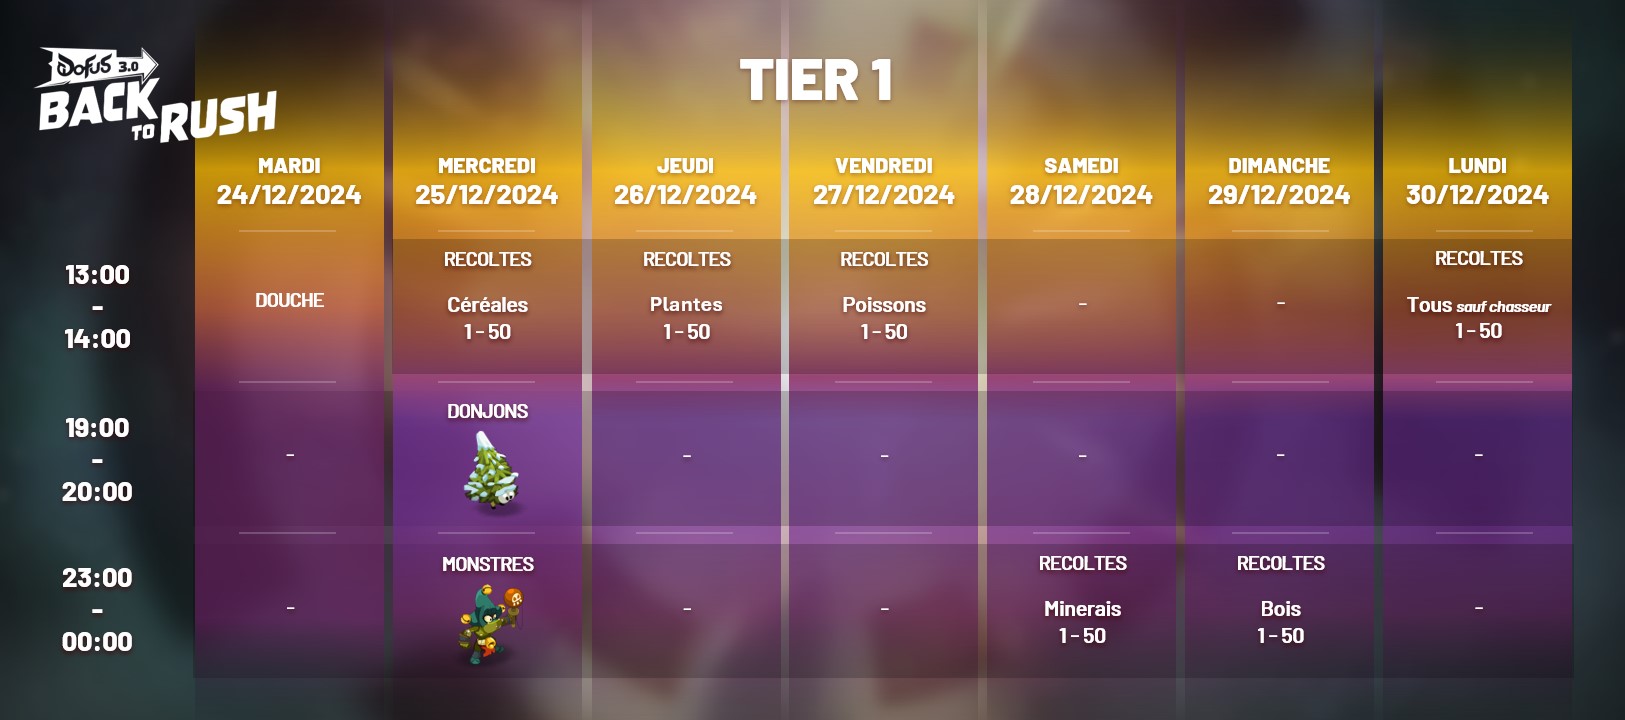 DOFUS 3.0
BACK
TO RUSH
TIER 1
MARDI
24/12/2024
MERCREDI
25/12/2024
JEUDI
26/12/2024
VENDREDI
27/12/2024
SAMEDI
28/12/2024
DIMANCHE
29/12/2024
LUNDI
30/12/2024
13:00
-
14:00
DOUCHE
RECOLTES
Céréales
1-50
RECOLTES
Plantes
1-50
RECOLTES
Poissons
1-50
-
-
RECOLTES
Tous sauf chasseur
1-50
19:00
-
20:00
-
DONJONS
-
-
-
-
-
23:00
-
00:00
-
MONSTRES
-
-
RECOLTES
Minerais
1-50
RECOLTES
Bois
1-50
-